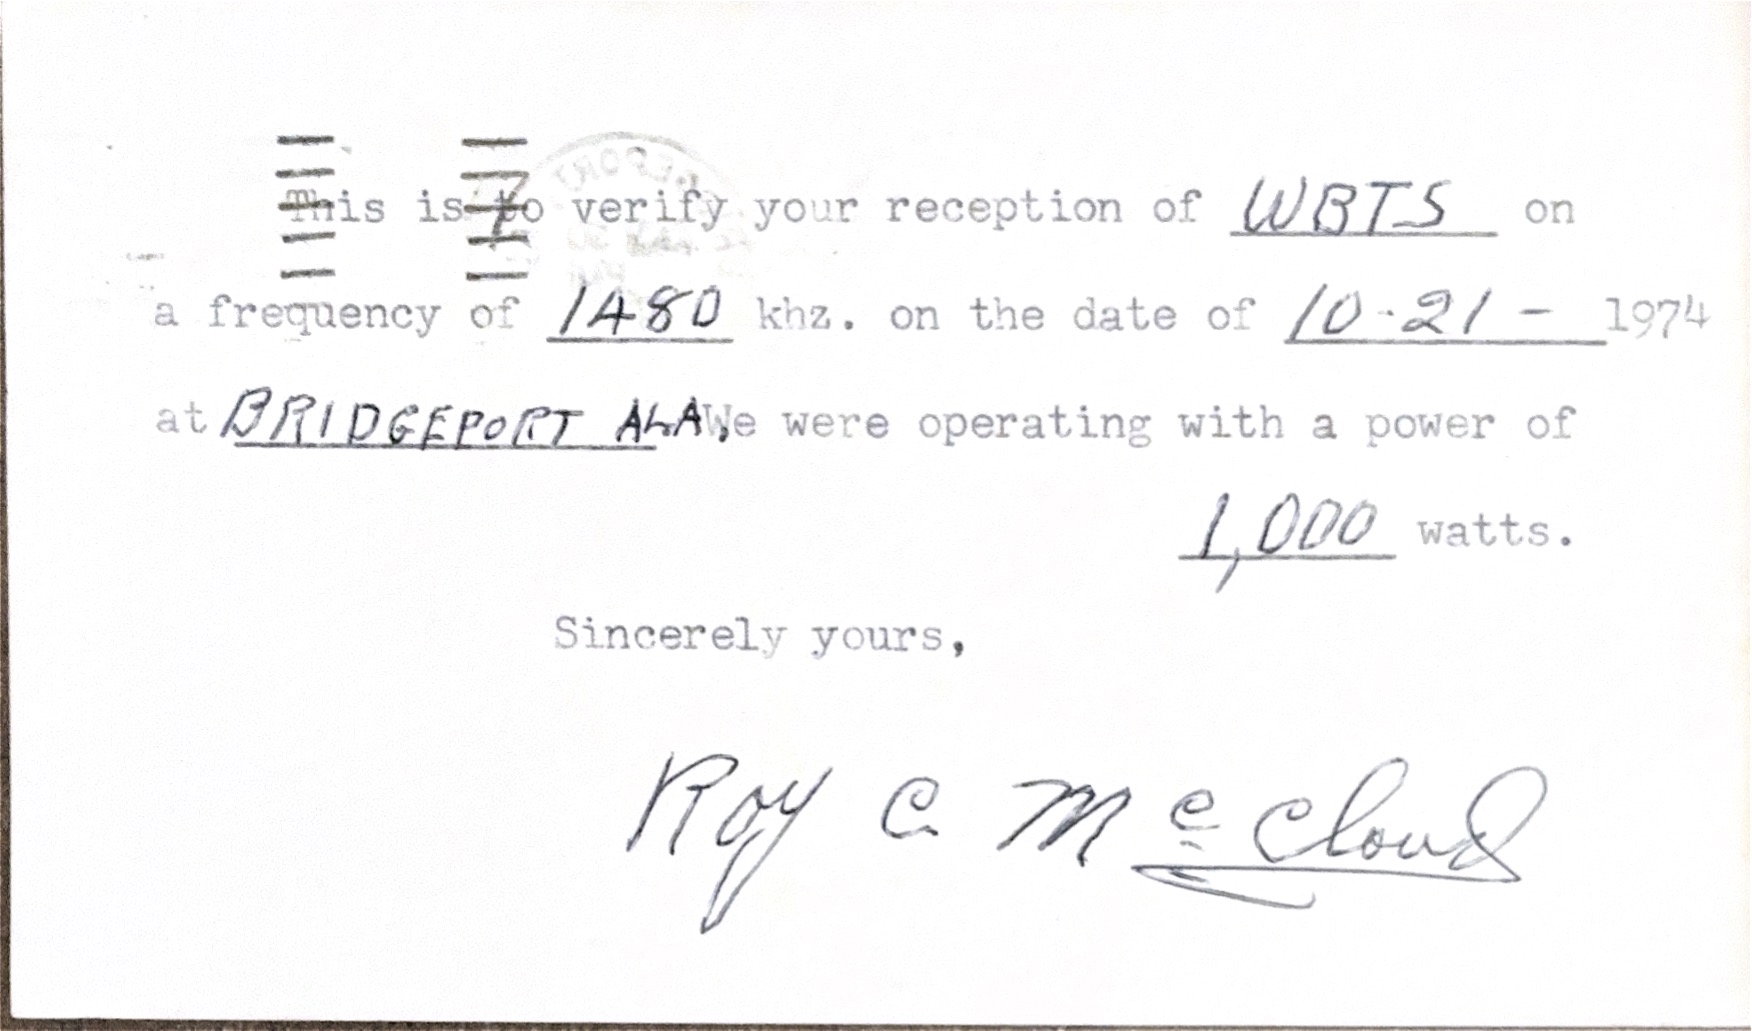 This is to verify your reception of WBTS on
a frequency of 1480 khz. on the date of 10-21- 1974
at BRIDGEPORT ALA, We were operating with a power of
1,000 watts.
Sincerely yours,
Roy C McCloud